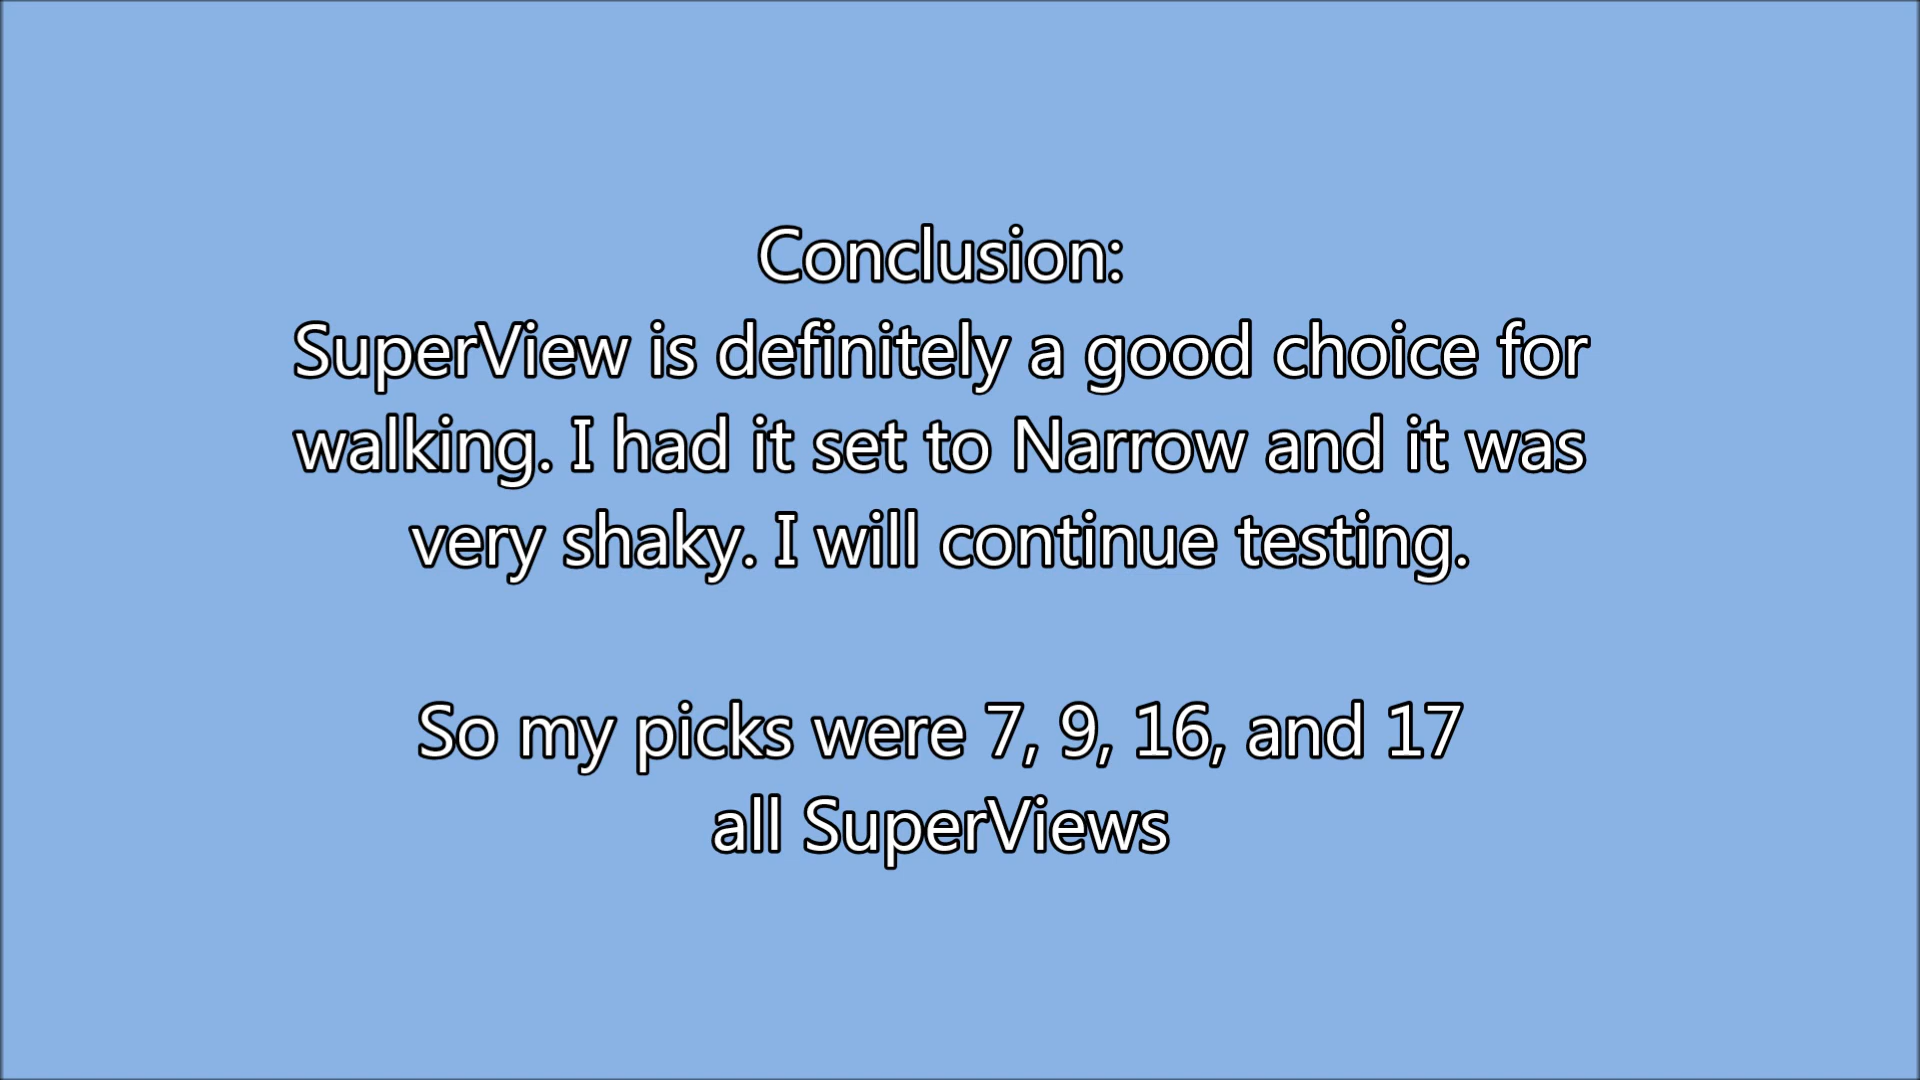 Conclusion:
SuperView is definitely a good choice for
walking. I had it set to Narrow and it was
very shaky. I will continue testing.
So my picks were 7, 9, 16, and 17
all SuperViews